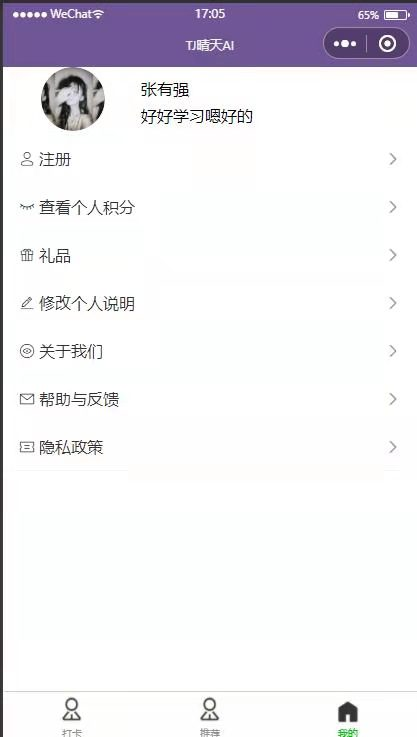 WeChat 17:05 65%
TJ晴天AI
张有强
好好学习嗯好的
注册
查看个人积分
礼品
修改个人说明
关于我们
帮助与反馈
隐私政策
打卡 推荐 我的